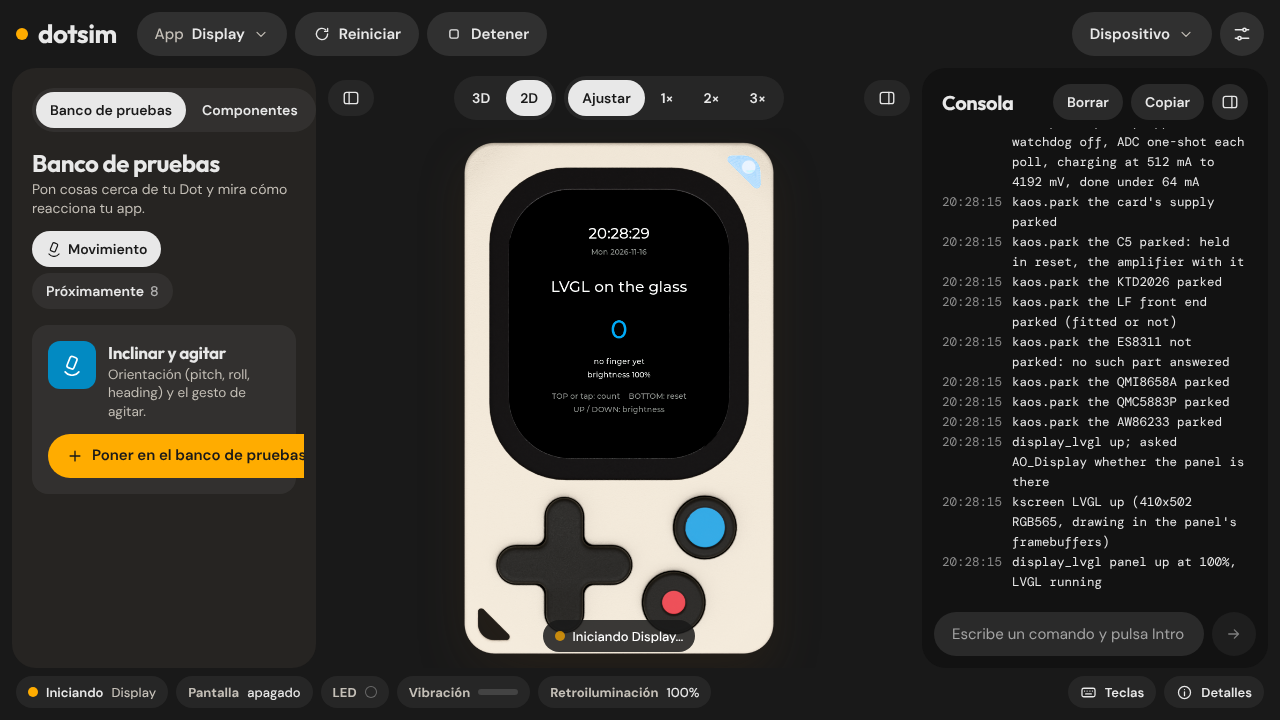 dotsim
App Display
Reiniciar
Detener
Dispositivo
Banco de pruebas
Componentes
Banco de pruebas
Pon cosas cerca de tu Dot y mira cómo
reacciona tu app.
Movimiento
Próximamente 8
Inclinar y agitar
Orientación (pitch, roll,
heading) y el gesto de
agitar.
Poner en el banco de pruebas
3D
2D
Ajustar
1×
2×
3×
20:28:29
Mon 2026-11-16
LVGL on the glass
0
no finger yet
brightness 100%
TOP or tap: count BOTTOM: reset
UP / DOWN: brightness
Iniciando Display…
Consola
Borrar
Copiar
watchdog off, ADC one-shot each
poll, charging at 512 mA to
4192 mV, done under 64 mA
20:28:15 kaos.park the card's supply
parked
20:28:15 kaos.park the C5 parked: held
in reset, the amplifier with it
20:28:15 kaos.park the KTD2026 parked
20:28:15 kaos.park the LF front end
parked (fitted or not)
20:28:15 kaos.park the ES8311 not
parked: no such part answered
20:28:15 kaos.park the QMI8658A parked
20:28:15 kaos.park the QMC5883P parked
20:28:15 kaos.park the AW86233 parked
20:28:15 display_lvgl up; asked
AO_Display whether the panel is
there
20:28:15 kscreen LVGL up (410x502
RGB565, drawing in the panel's
framebuffers)
20:28:15 display_lvgl panel up at 100%,
LVGL running
Escribe un comando y pulsa Intro
Iniciando Display
Pantalla apagado
LED
Vibración
Retroiluminación 100%
Teclas
Detalles